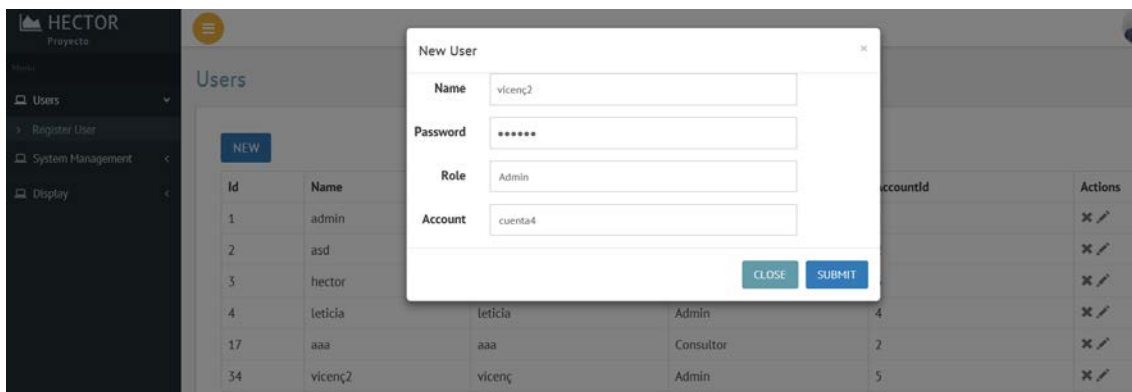 HECTOR
Proyecto
Menu
Users
Register User
System Management
Display
Users
NEW
Id Name AccountId Actions
1 admin
2 asd
3 hector
4 leticia leticia Admin 4
17 aaa aaa Consultor 2
34 vicenç2 vicenç Admin 5
New User ×
Name vicenç2
Password ••••••
Role Admin
Account cuenta4
CLOSE SUBMIT